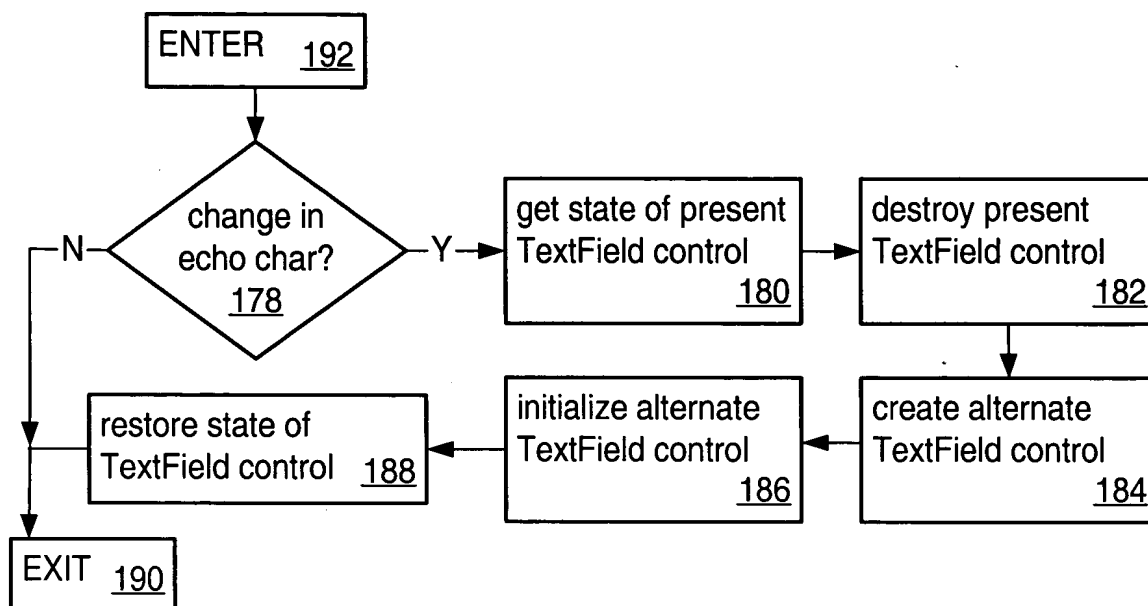 ENTER 192
change in
echo char?
178
N
Y
get state of present
TextField control
180
destroy present
TextField control
182
create alternate
TextField control
184
initialize alternate
TextField control
186
restore state of
TextField control 188
EXIT 190